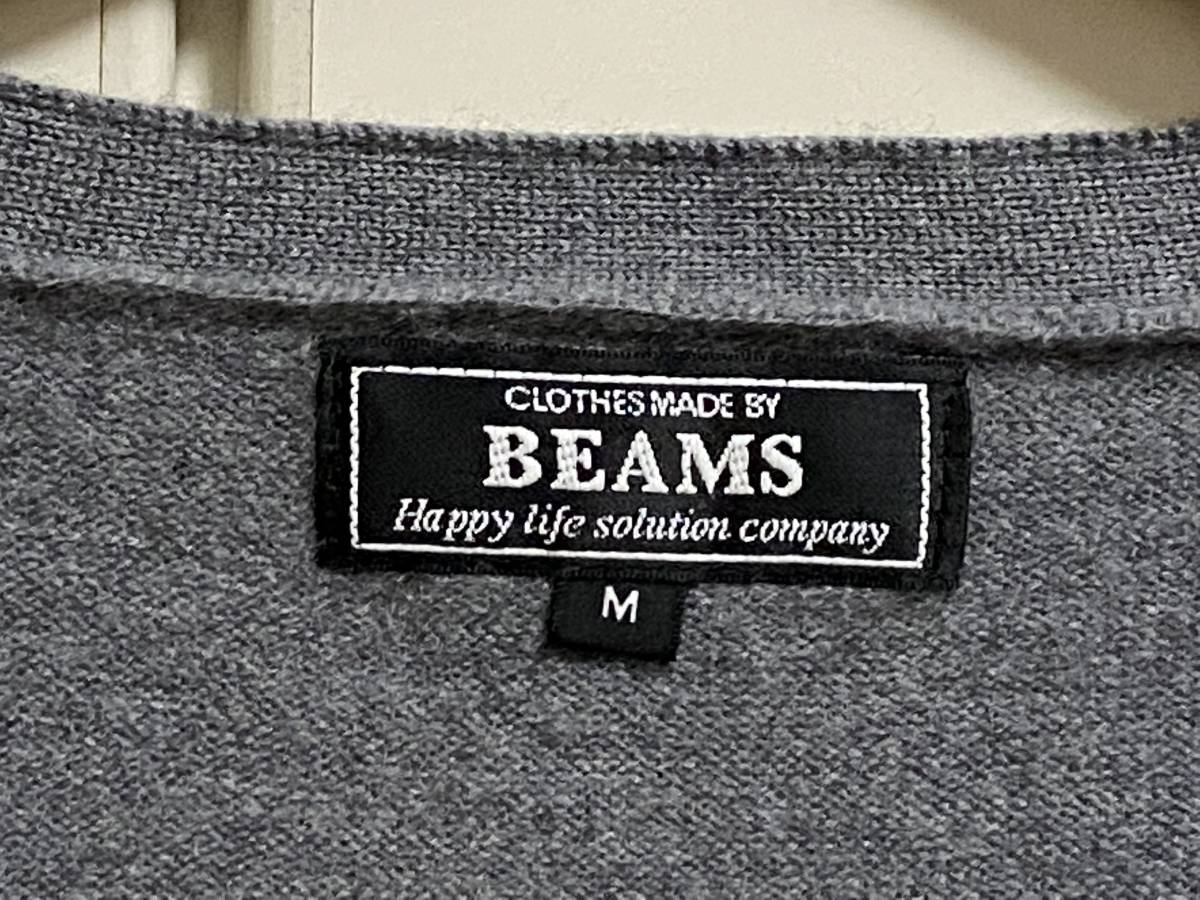 CLOTHES MADE BY
BEAMS
Happy life solution company
M